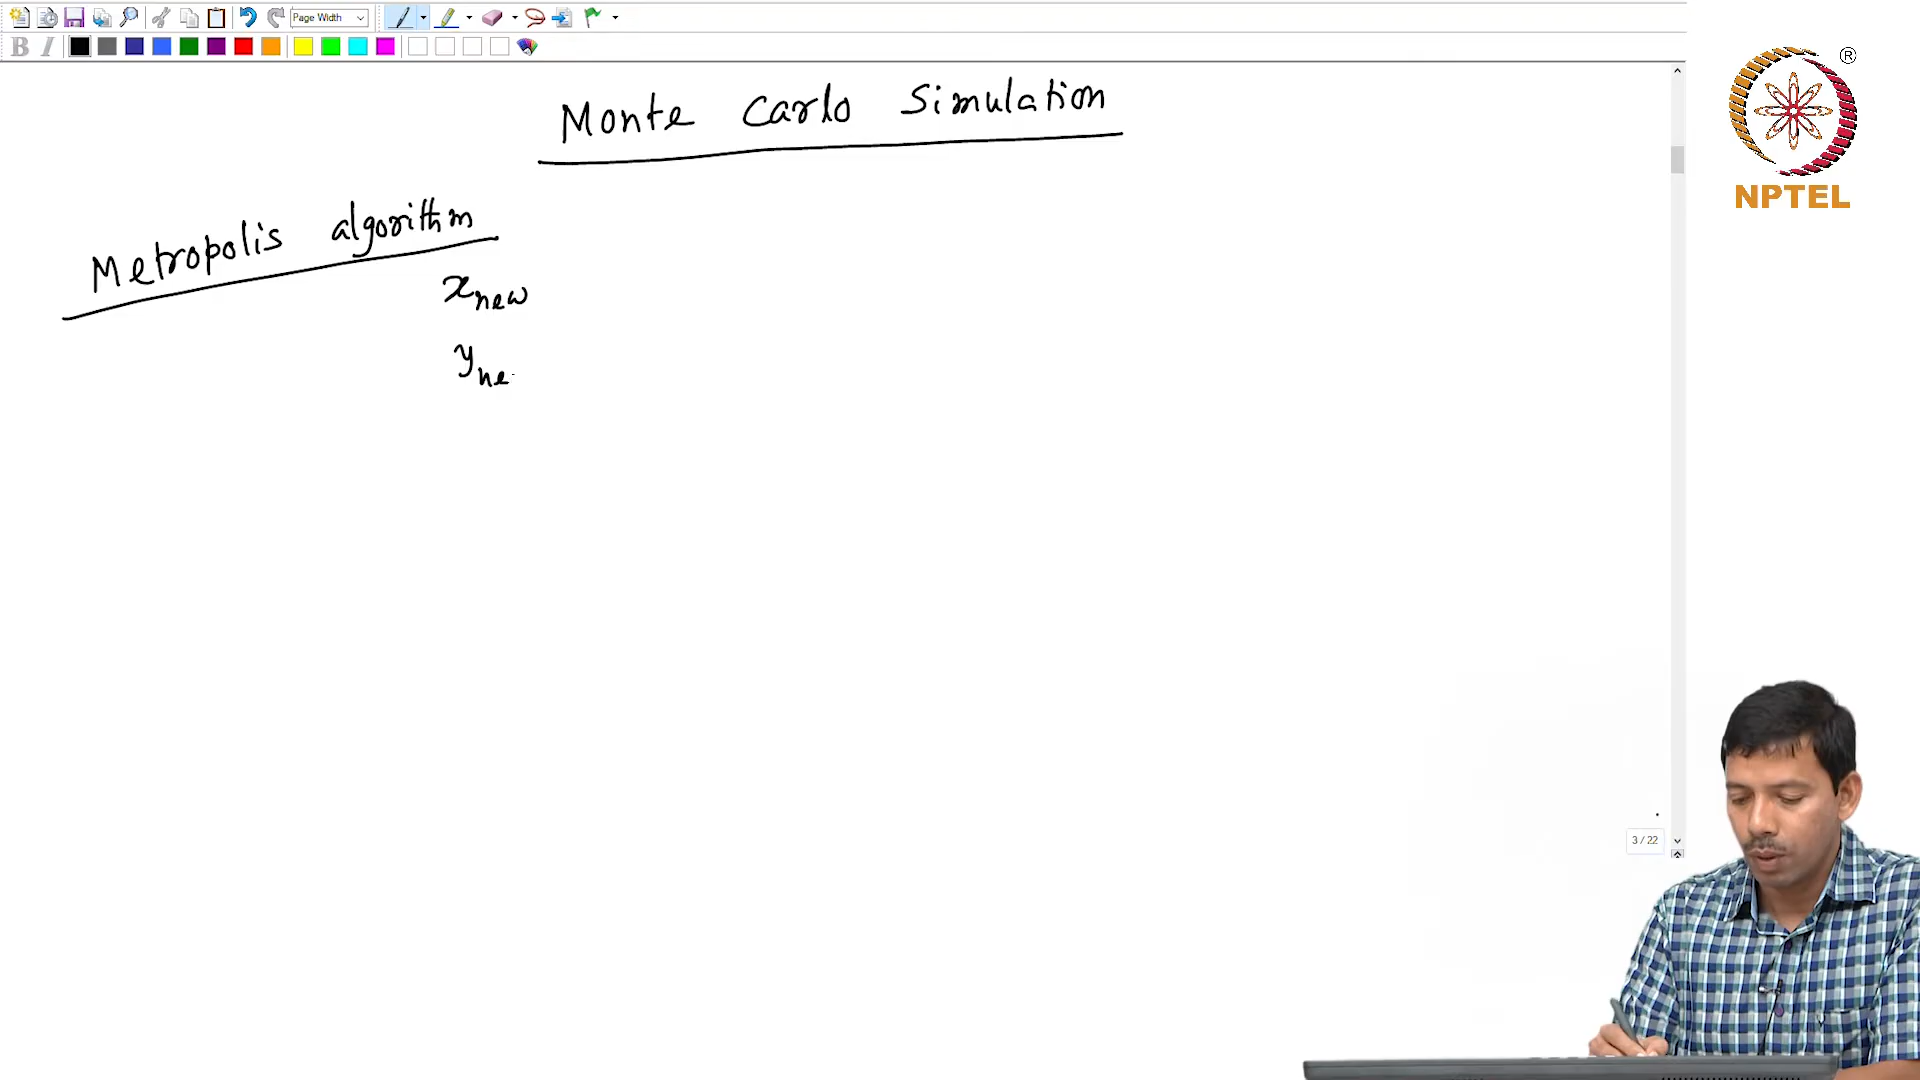 Page Width
B I
Monte Carlo Simulation
Metropolis algorithm
x_new
y_ne
3 / 22
®
NPTEL